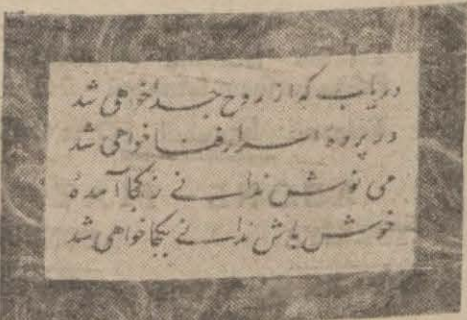 دریاب که از روح جدا خواهی شد
در پردهٔ اسرار فنا خواهی شد
می نوش ندانی ز کجا آمدهٔ
خوش باش ندانی بکجا خواهی شد